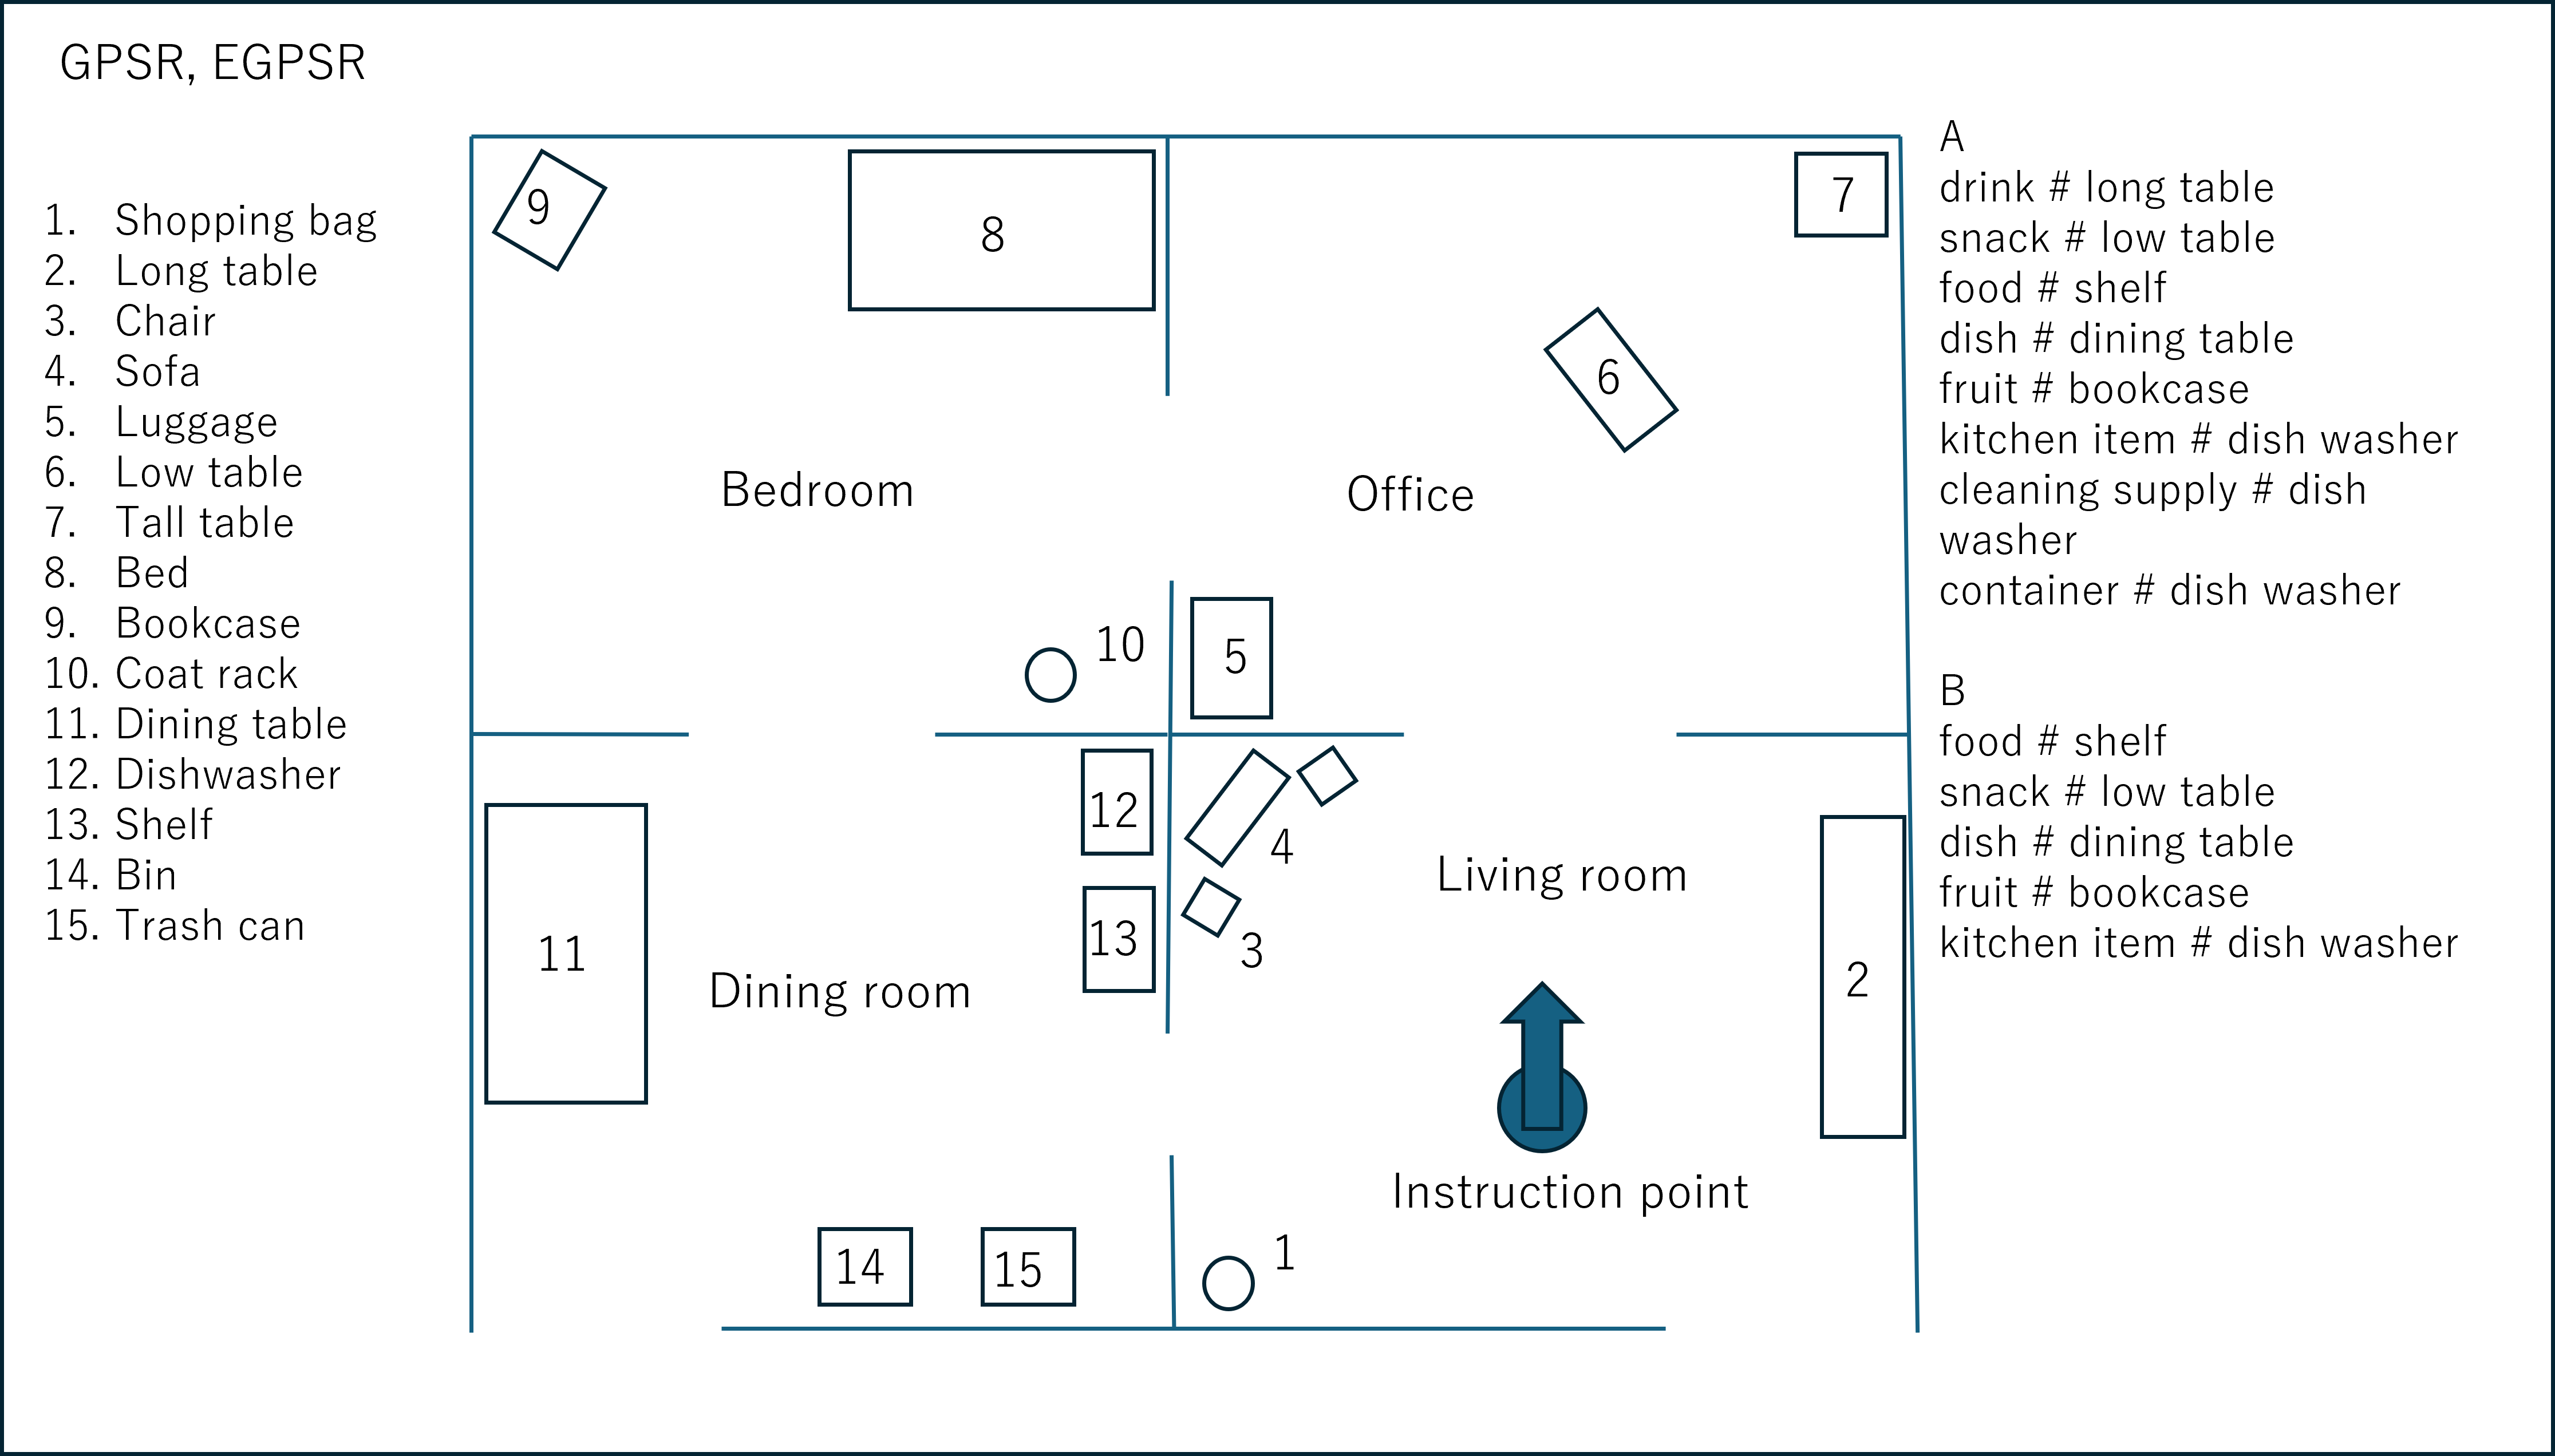 GPSR, EGPSR
1. Shopping bag
2. Long table
3. Chair
4. Sofa
5. Luggage
6. Low table
7. Tall table
8. Bed
9. Bookcase
10. Coat rack
11. Dining table
12. Dishwasher
13. Shelf
14. Bin
15. Trash can
9
8
7
6
Bedroom
Office
10
5
12
4
Living room
13
3
11
Dining room
2
Instruction point
14
15
1
A
drink # long table
snack # low table
food # shelf
dish # dining table
fruit # bookcase
kitchen item # dish washer
cleaning supply # dish
washer
container # dish washer
B
food # shelf
snack # low table
dish # dining table
fruit # bookcase
kitchen item # dish washer